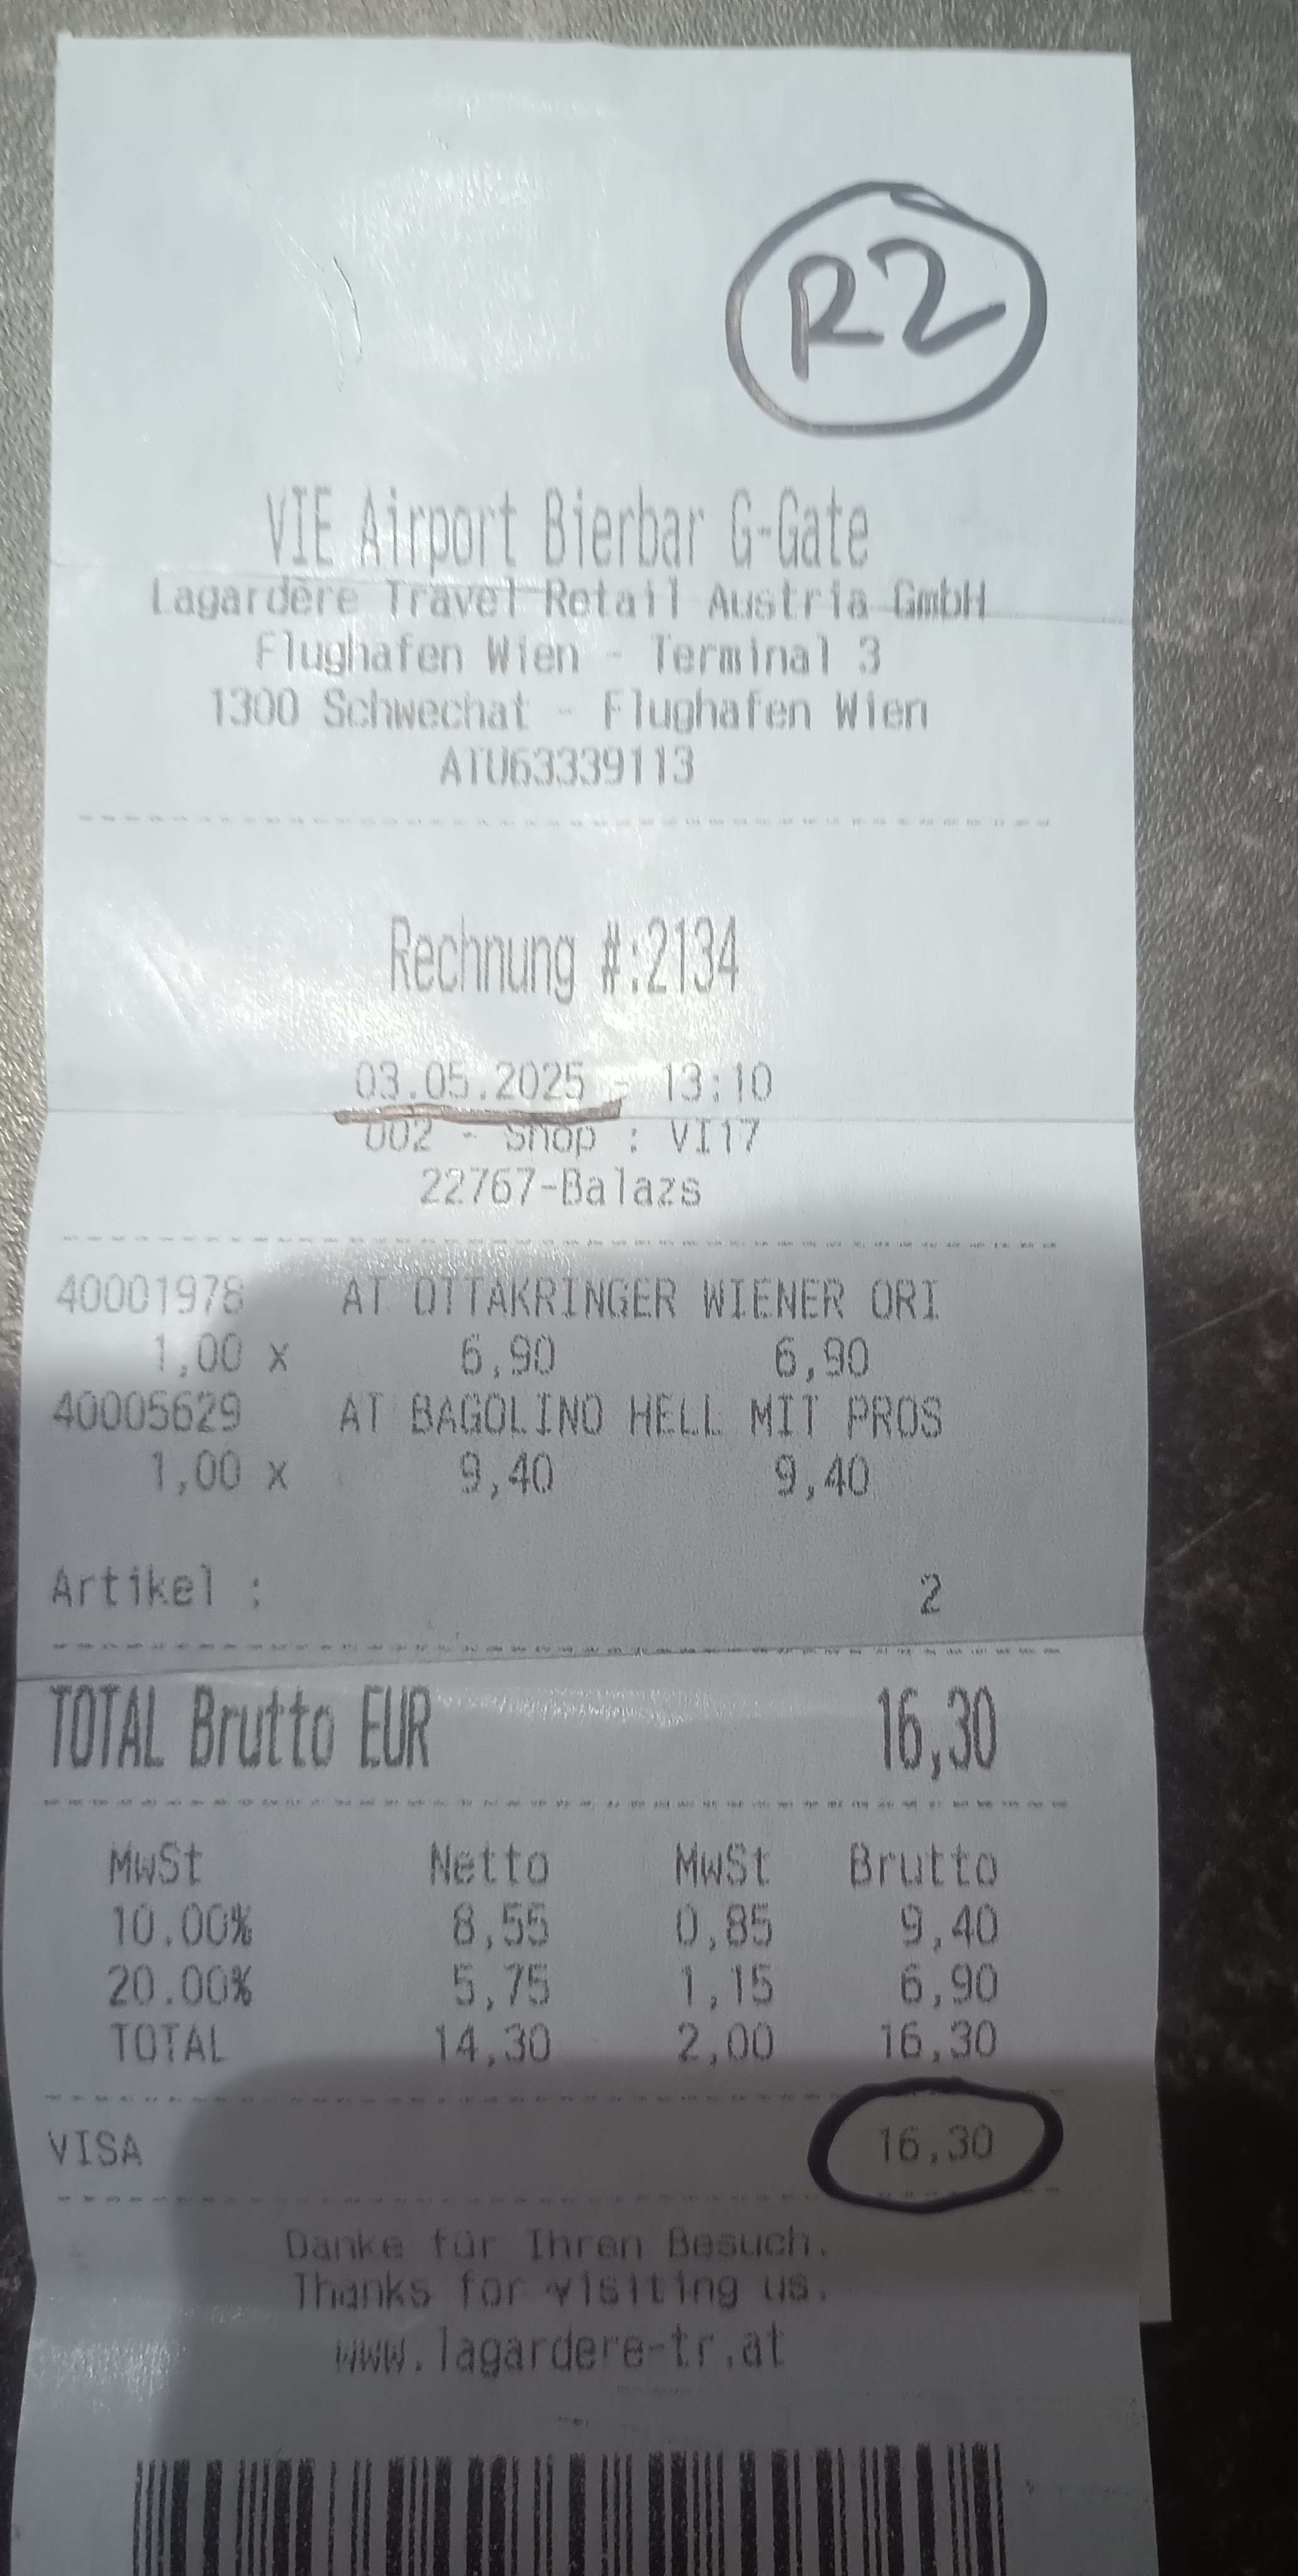 R2
VIE Airport Bierbar G-Gate
Lagardère Travel Retail Austria GmbH
Flughafen Wien - Terminal 3
1300 Schwechat - Flughafen Wien
ATU63339113
Rechnung #:2134
03.05.2025 - 13:10
002 - Shop : VI17
22767-Balazs
40001978 AT OTTAKRINGER WIENER ORI
1,00 x 6,90 6,90
40005629 AT BAGOLINO HELL MIT PROS
1,00 x 9,40 9,40
Artikel : 2
TOTAL Brutto EUR 16,30
MwSt Netto MwSt Brutto
10.00% 8,55 0,85 9,40
20.00% 5,75 1,15 6,90
TOTAL 14,30 2,00 16,30
VISA 16,30
Danke für Ihren Besuch.
Thanks for visiting us.
www.lagardere-tr.at